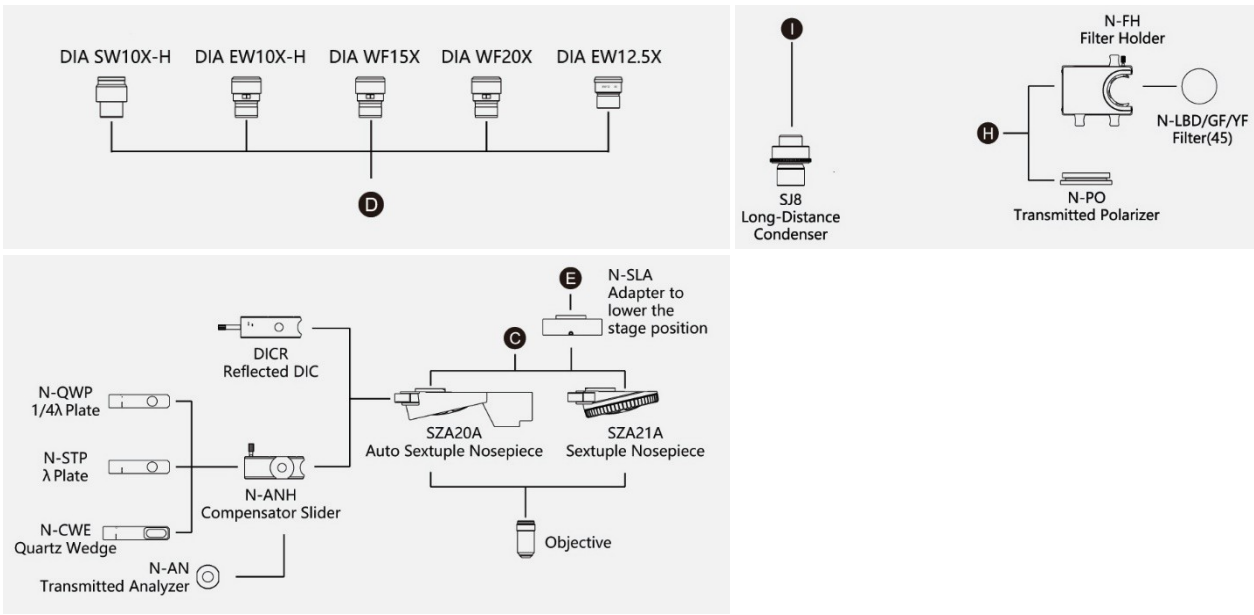 DIA SW10X-H
DIA EW10X-H
DIA WF15X
DIA WF20X
DIA EW12.5X
D
I
SJ8
Long-Distance
Condenser
N-FH
Filter Holder
N-LBD/GF/YF
Filter(45)
H
N-PO
Transmitted Polarizer
E
N-SLA
Adapter to
lower the
stage position
C
DICR
Reflected DIC
N-QWP
1/4λ Plate
N-STP
λ Plate
N-CWE
Quartz Wedge
N-ANH
Compensator Slider
N-AN
Transmitted Analyzer
SZA20A
Auto Sextuple Nosepiece
SZA21A
Sextuple Nosepiece
Objective